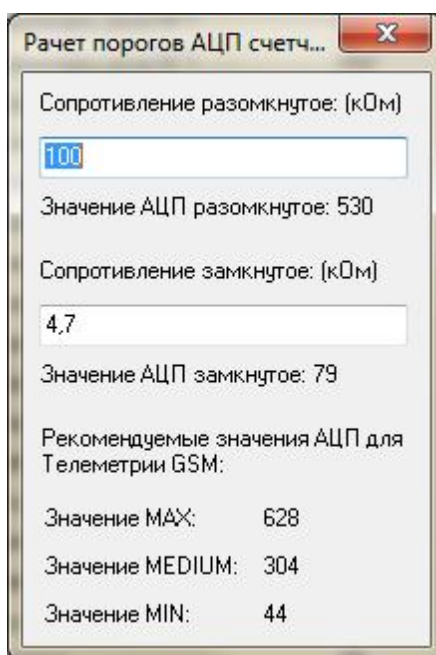 Рачет порогов АЦП счетч...
Сопротивление разомкнутое: (кОм)
100
Значение АЦП разомкнутое: 530
Сопротивление замкнутое: (кОм)
4,7
Значение АЦП замкнутое: 79
Рекомендуемые значения АЦП для
Телеметрии GSM:
Значение MAX: 628
Значение MEDIUM: 304
Значение MIN: 44